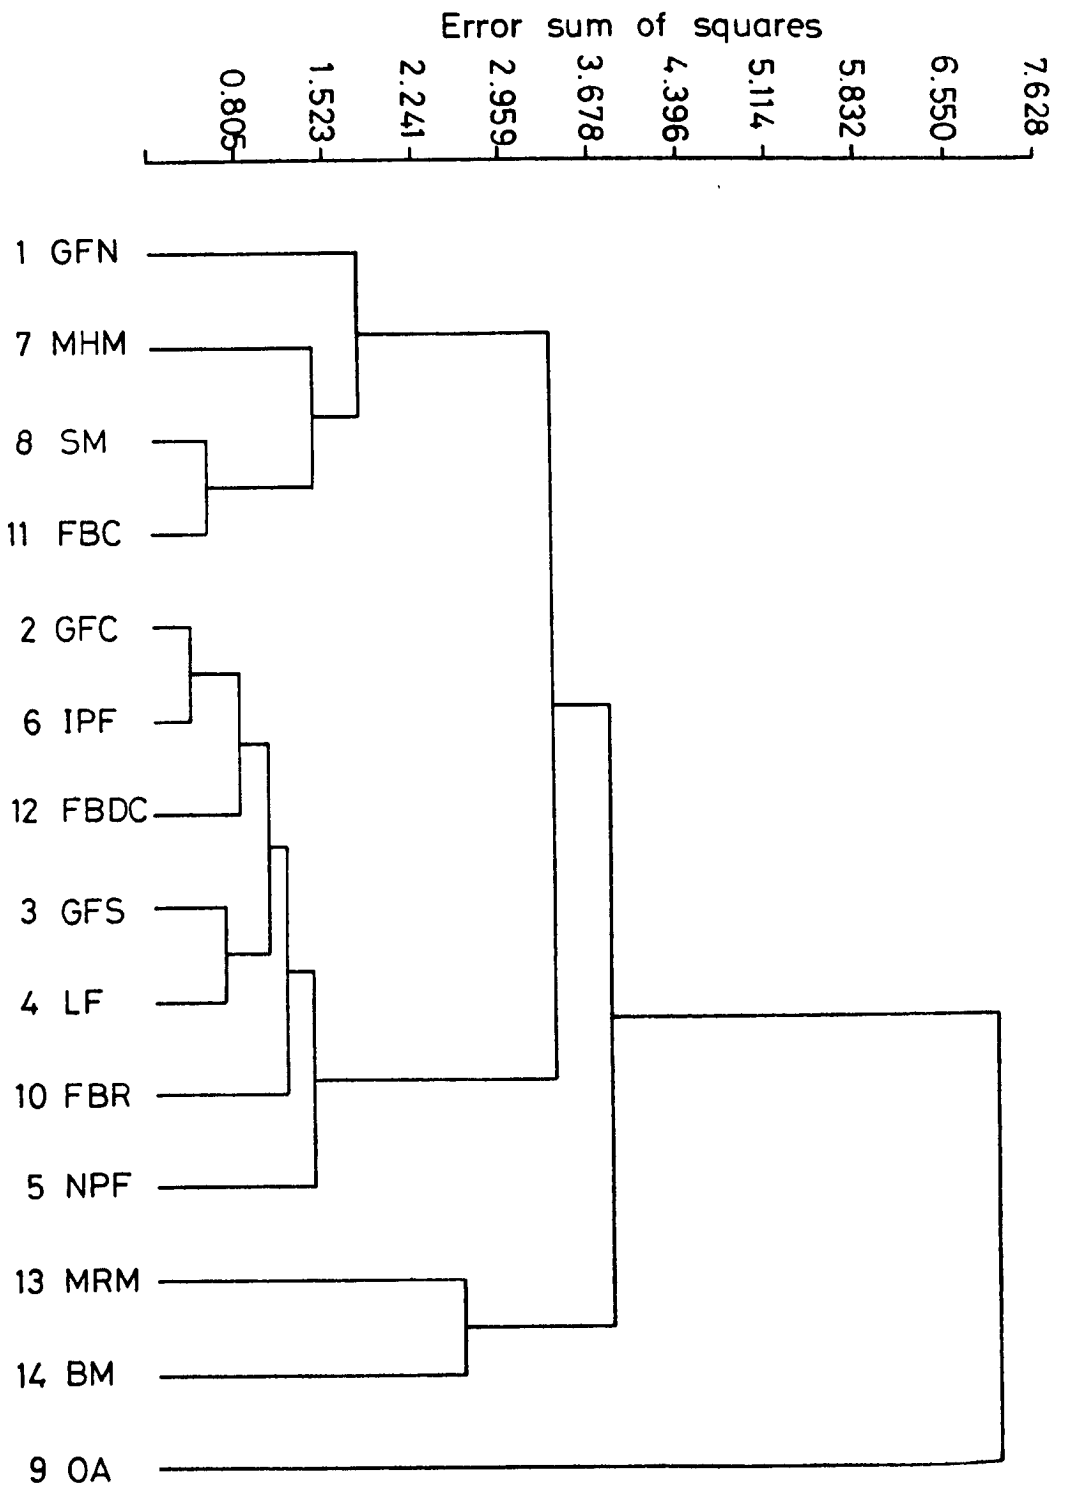 Error sum of squares
0.805 1.523 2.241 2.959 3.678 4.396 5.114 5.832 6.550 7.628
1 GFN
7 MHM
8 SM
11 FBC
2 GFC
6 IPF
12 FBDC
3 GFS
4 LF
10 FBR
5 NPF
13 MRM
14 BM
9 OA